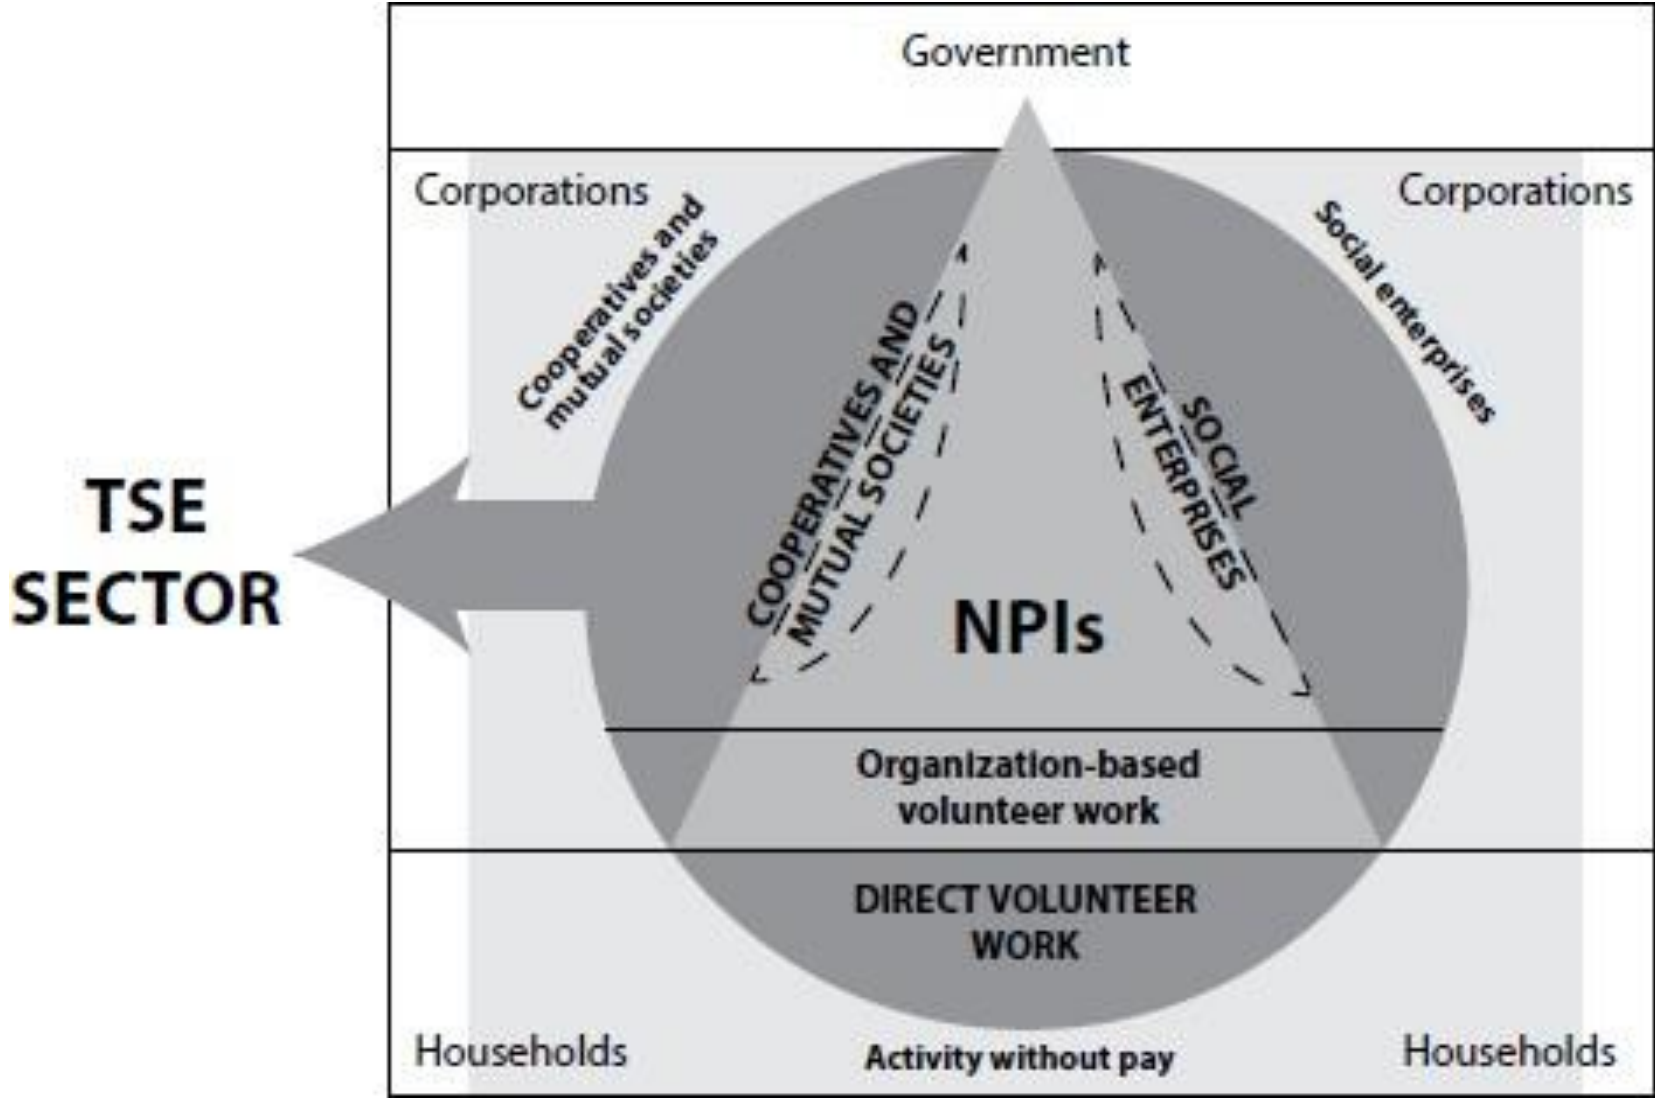 Government
Corporations
Corporations
Cooperatives and
mutual societies
Social enterprises
COOPERATIVES AND
MUTUAL SOCIETIES
SOCIAL
ENTERPRISES
TSE
SECTOR
NPIs
Organization-based
volunteer work
DIRECT VOLUNTEER
WORK
Households
Activity without pay
Households